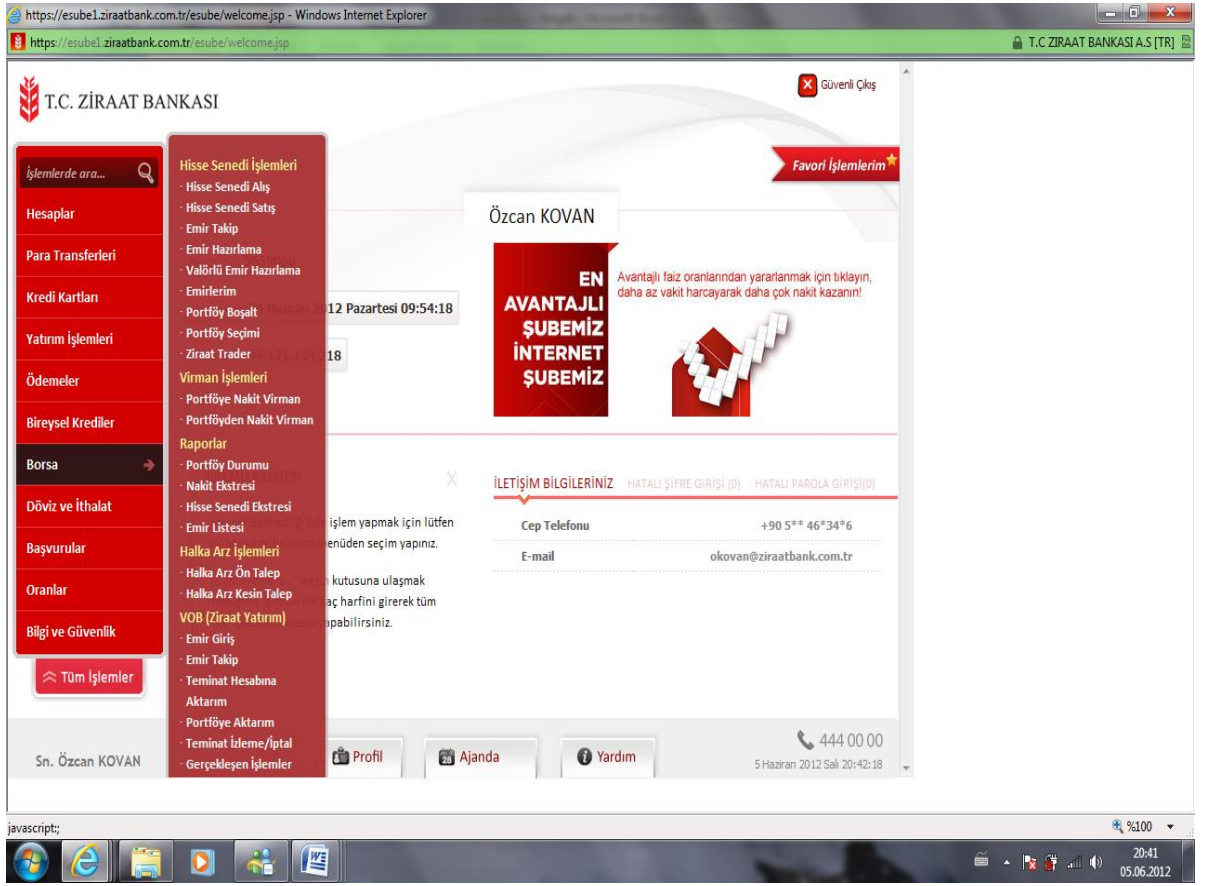 https://esube1.ziraatbank.com.tr/esube/welcome.jsp - Windows Internet Explorer
https://esube1.ziraatbank.com.tr/esube/welcome.jsp
T.C ZIRAAT BANKASI A.S [TR]
T.C. ZİRAAT BANKASI
Güvenli Çıkış
Favori İşlemlerim
İşlemlerde ara...
Hesaplar
Para Transferleri
Kredi Kartları
Yatırım İşlemleri
Ödemeler
Bireysel Krediler
Borsa
Döviz ve İthalat
Başvurular
Oranlar
Bilgi ve Güvenlik
Tüm İşlemler
Hisse Senedi İşlemleri
· Hisse Senedi Alış
· Hisse Senedi Satış
· Emir Takip
· Emir Hazırlama
· Valörlü Emir Hazırlama
· Emirlerim
· Portföy Boşalt
· Portföy Seçimi
· Ziraat Trader
Virman İşlemleri
· Portföye Nakit Virman
· Portföyden Nakit Virman
Raporlar
· Portföy Durumu
· Nakit Ekstresi
· Hisse Senedi Ekstresi
· Emir Listesi
Halka Arz İşlemleri
· Halka Arz Ön Talep
· Halka Arz Kesin Talep
VOB (Ziraat Yatırım)
· Emir Giriş
· Emir Takip
· Teminat Hesabına
Aktarım
· Portföye Aktarım
· Teminat İzleme/İptal
· Gerçekleşen İşlemler
12 Pazartesi 09:54:18
18
X
işlem yapmak için lütfen
menüden seçim yapınız.
kutusuna ulaşmak
kaç harfini girerek tüm
yapabilirsiniz.
Özcan KOVAN
EN
AVANTAJLI
ŞUBEMİZ
İNTERNET
ŞUBEMİZ
Avantajlı faiz oranlarından yararlanmak için tıklayın,
daha az vakit harcayarak daha çok nakit kazanın!
İLETİŞİM BİLGİLERİNİZ HATALI ŞİFRE GİRİŞİ (0) HATALI PAROLA GİRİŞİ(0)
Cep Telefonu +90 5** 46*34*6
E-mail okovan@ziraatbank.com.tr
Sn. Özcan KOVAN
Profil
28 Ajanda
Yardım
444 00 00
5 Haziran 2012 Salı 20:42:18
javascript:;
%100
20:41
05.06.2012